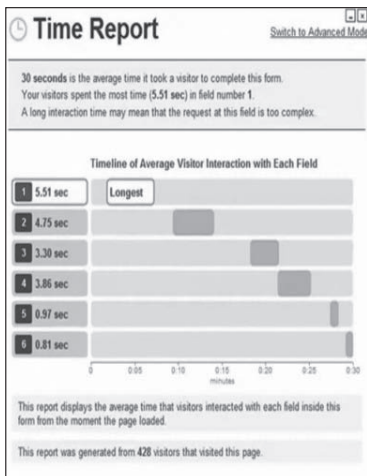 Time Report
Switch to Advanced Mode
30 seconds is the average time it took a visitor to complete this form.
Your visitors spent the most time (5.51 sec) in field number 1.
A long interaction time may mean that the request at this field is too complex.
Timeline of Average Visitor Interaction with Each Field
1 5.51 sec Longest
2 4.75 sec
3 3.30 sec
4 3.86 sec
5 0.97 sec
6 0.81 sec
0 0:05 0:10 0:15 0:20 0:25 0:30
minutes
This report displays the average time that visitors interacted with each field inside this
form from the moment the page loaded.
This report was generated from 428 visitors that visited this page.